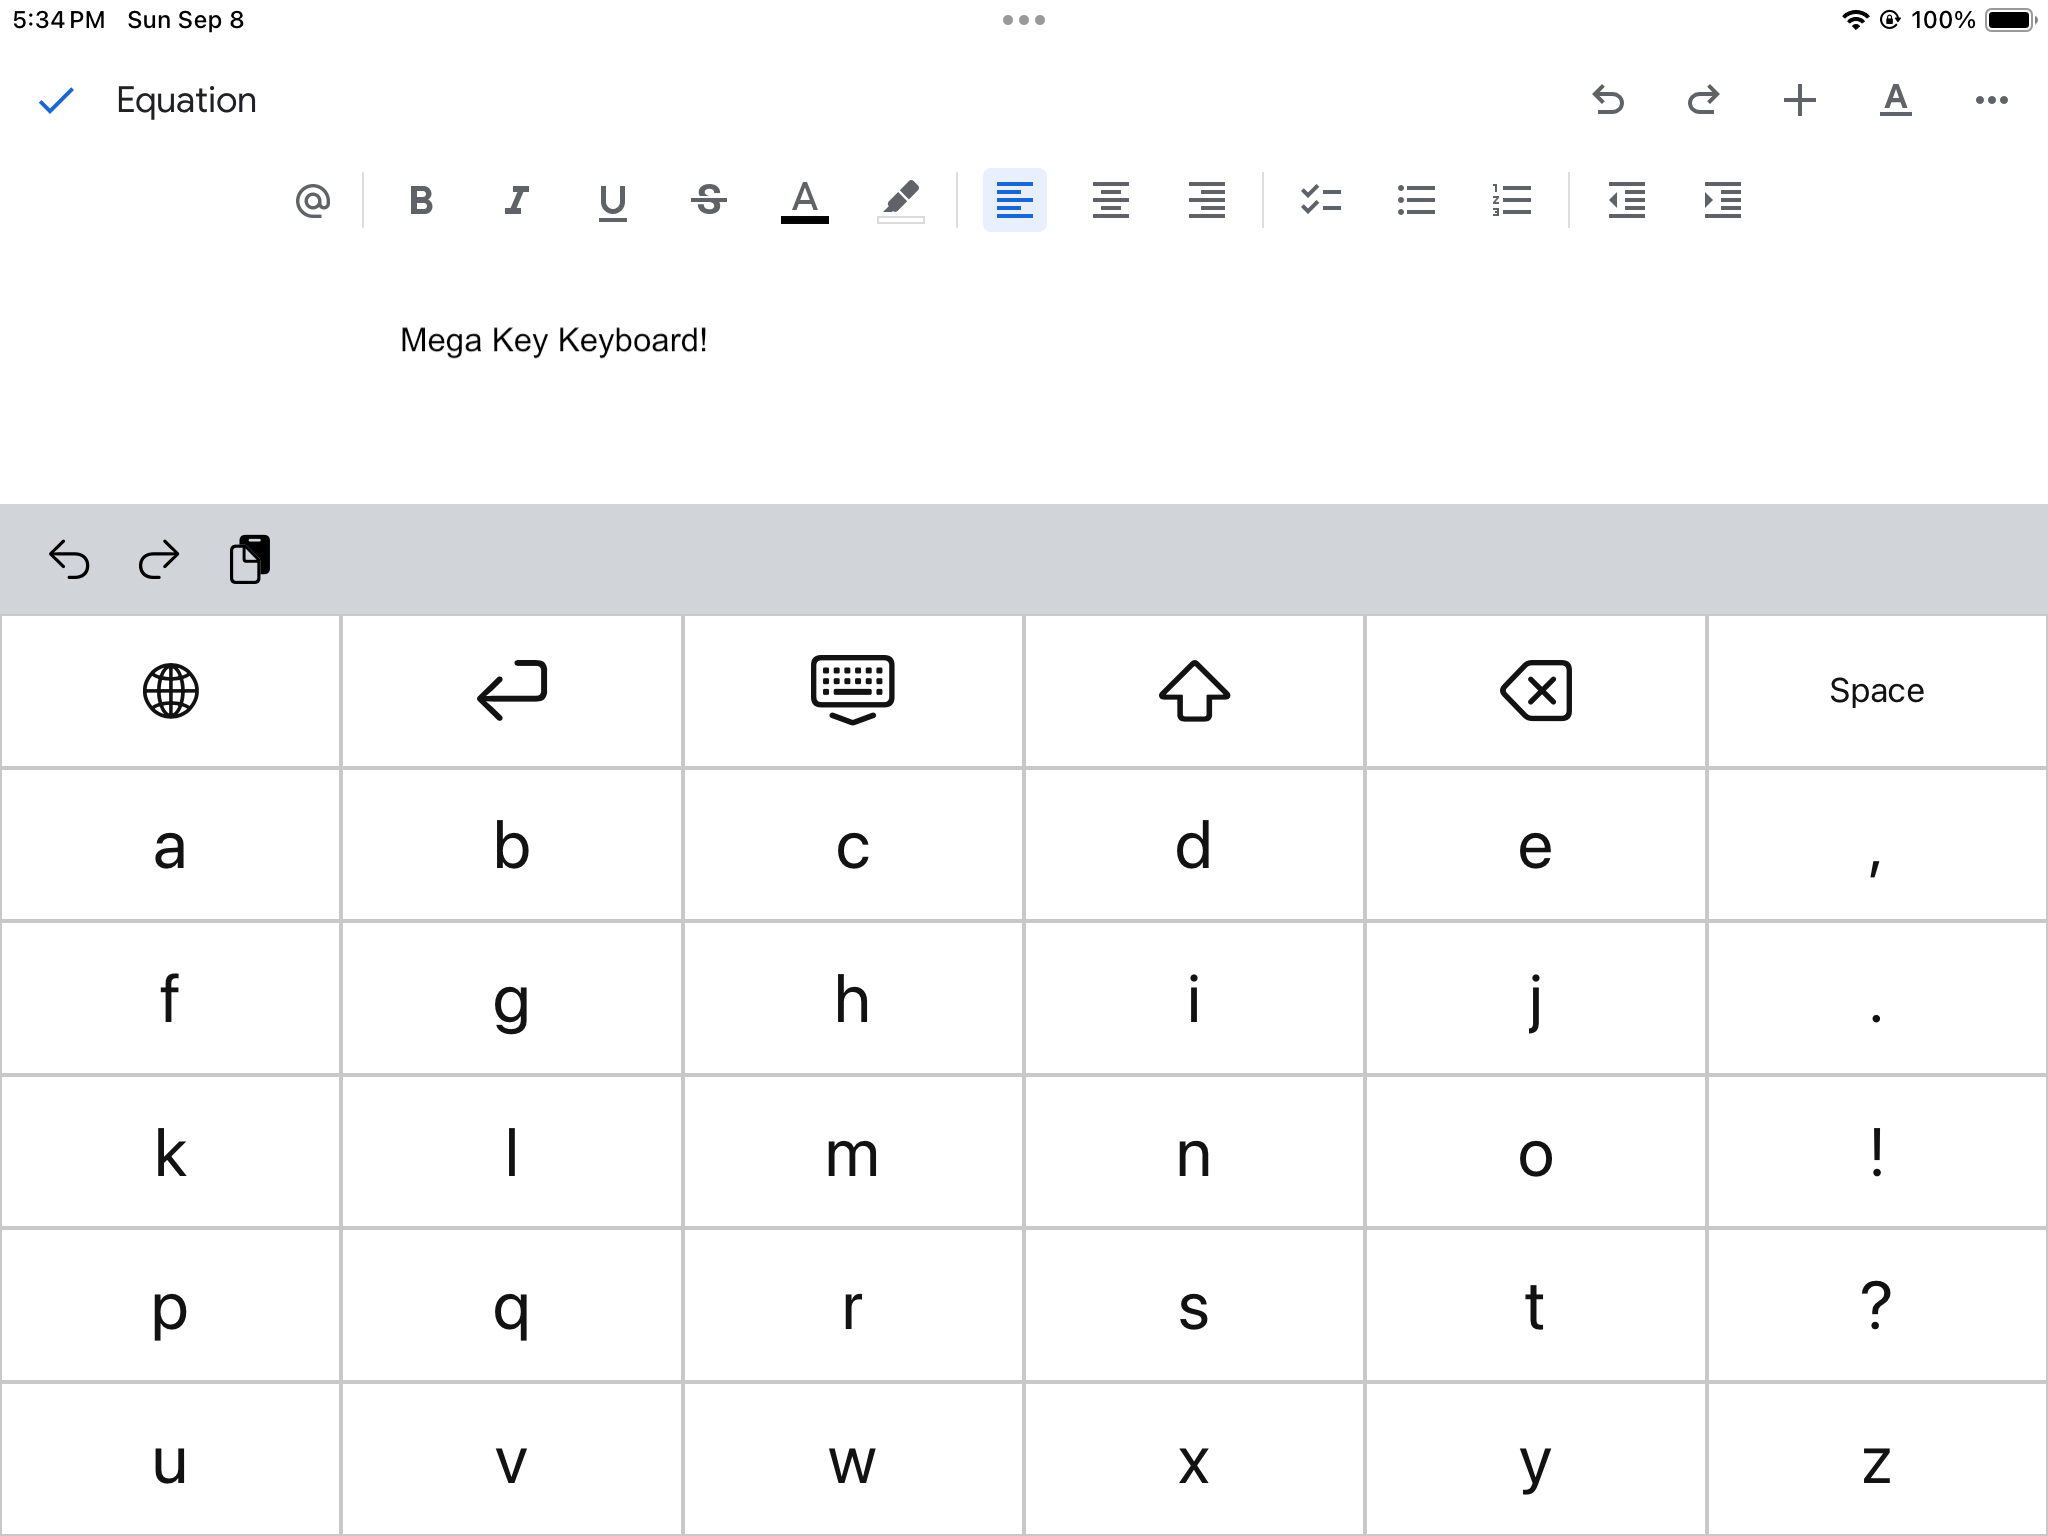 5:34 PM Sun Sep 8 100%
Equation
@ B I U S A
Mega Key Keyboard!
Space
a b c d e ,
f g h i j .
k l m n o !
p q r s t ?
u v w x y z